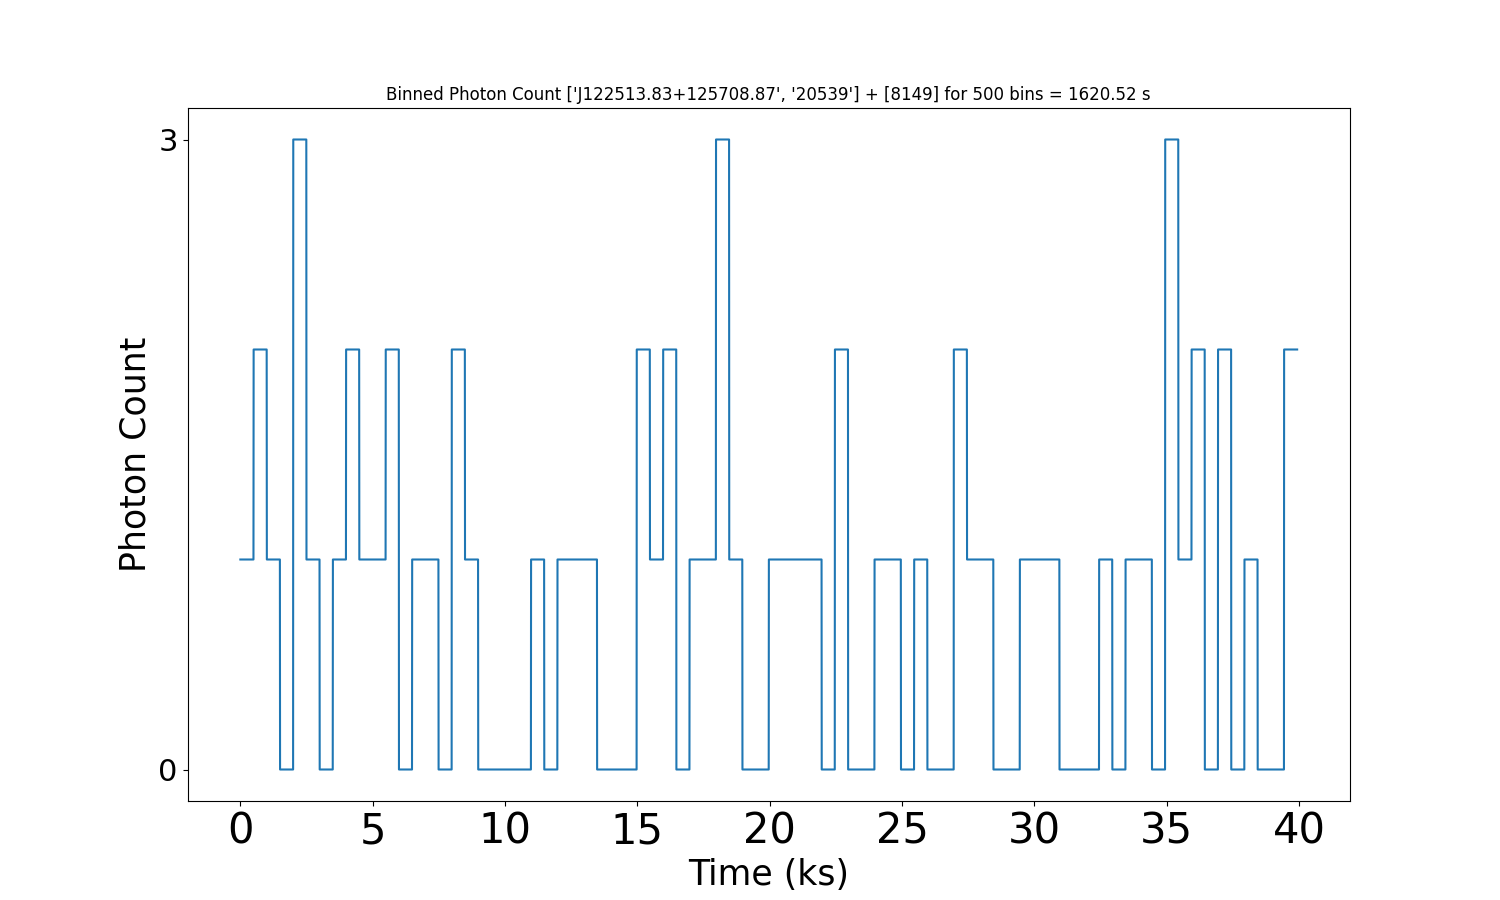 Binned Photon Count ['J122513.83+125708.87', '20539'] + [8149] for 500 bins = 1620.52 s
3
Photon Count
0
0 5 10 15 20 25 30 35 40
Time (ks)